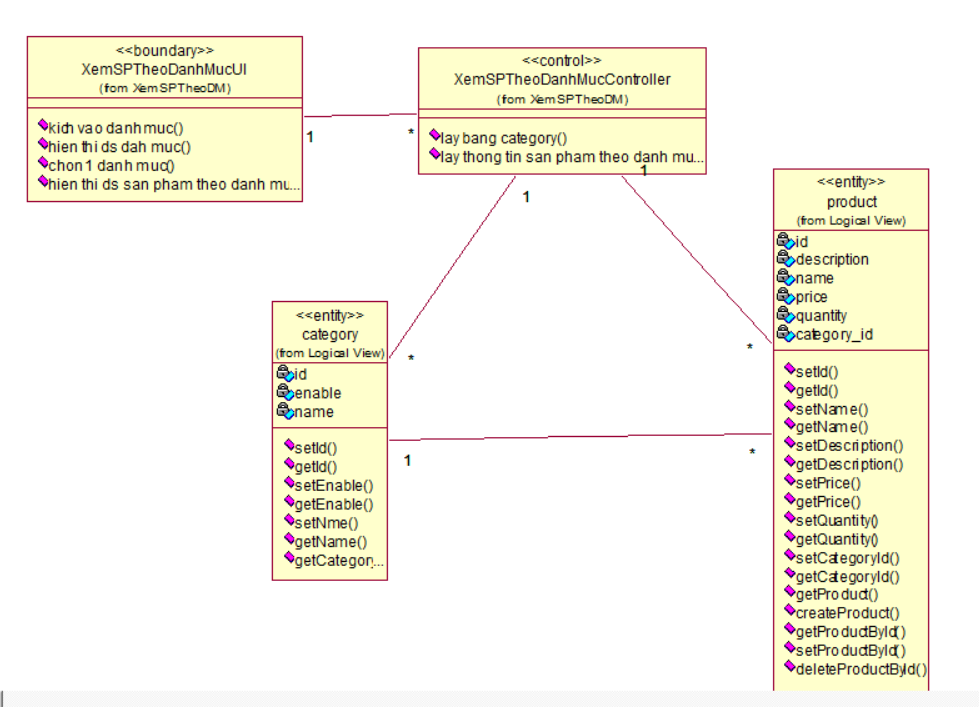 <<boundary>>
XemSPTheoDanhMucUI
(from XemSPTheoDM)
kich vao danh muc()
hien thi ds dah muc()
chon 1 danh muc()
hien thi ds san pham theo danh mu...
1
*
<<control>>
XemSPTheoDanhMucController
(from XemSPTheoDM)
lay bang category()
lay thong tin san pham theo danh mu...
1
1
*
*
<<entity>>
category
(from Logical View)
id
enable
name
setId()
getId()
setEnable()
getEnable()
setNme()
getName()
getCategory...
1
*
<<entity>>
product
(from Logical View)
id
description
name
price
quantity
category_id
setId()
getId()
setName()
getName()
setDescription()
getDescription()
setPrice()
getPrice()
setQuantity()
getQuantity()
setCategoryId()
getCategoryId()
getProduct()
createProduct()
getProductById()
setProductById()
deleteProductById()